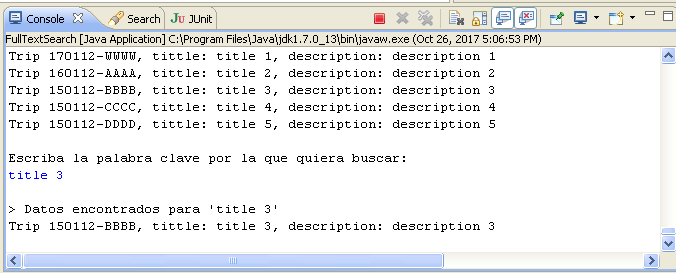 Console Search JUnit
FullTextSearch [Java Application] C:\Program Files\Java\jdk1.7.0_13\bin\javaw.exe (Oct 26, 2017 5:06:53 PM)
Trip 170112-WWWW, tittle: title 1, description: description 1
Trip 160112-AAAA, tittle: title 2, description: description 2
Trip 150112-BBBB, tittle: title 3, description: description 3
Trip 150112-CCCC, tittle: title 4, description: description 4
Trip 150112-DDDD, tittle: title 5, description: description 5
Escriba la palabra clave por la que quiera buscar:
title 3
> Datos encontrados para 'title 3'
Trip 150112-BBBB, tittle: title 3, description: description 3